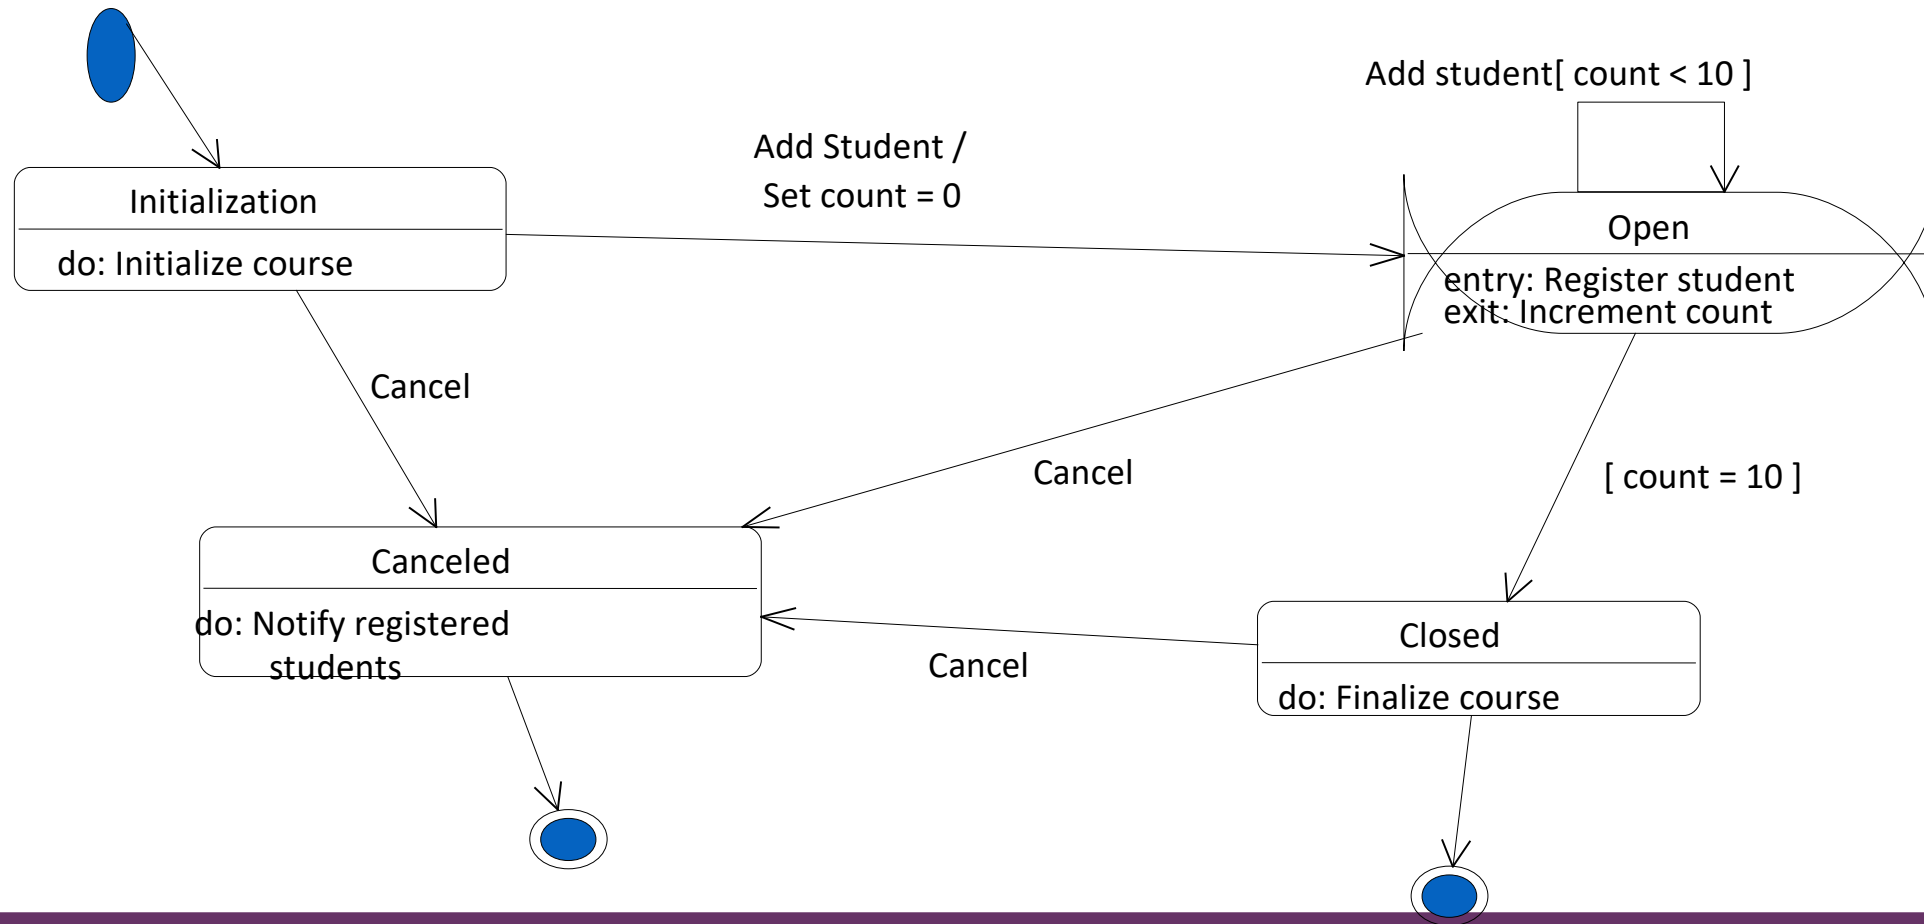 Add student[ count < 10 ]
Add Student /
Set count = 0
Initialization
do: Initialize course
Open
entry: Register student
exit: Increment count
Cancel
Cancel
[ count = 10 ]
Canceled
do: Notify registered
students
Cancel
Closed
do: Finalize course